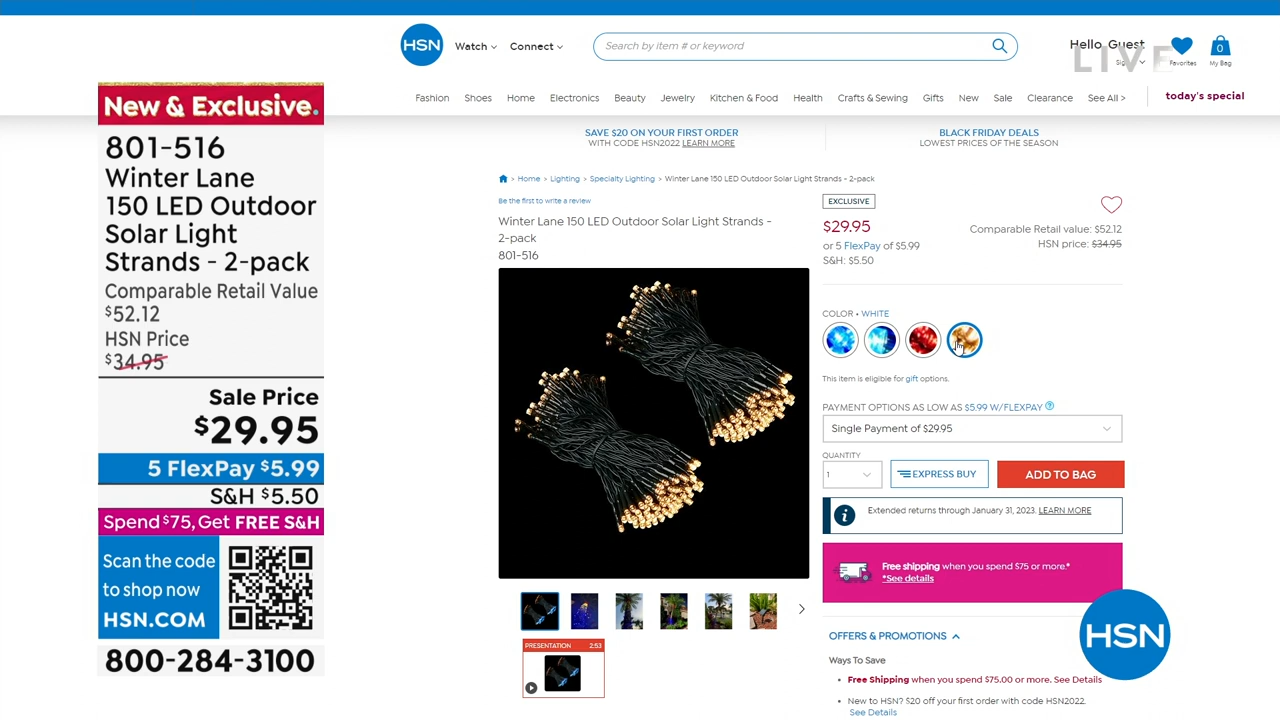 New & Exclusive.
801-516
Winter Lane
150 LED Outdoor
Solar Light
Strands - 2-pack
Comparable Retail Value
$52.12
HSN Price
$34.95
Sale Price
$29.95
5 FlexPay $5.99
S&H $5.50
Spend $75, Get FREE S&H
Scan the code
to shop now
HSN.COM
800-284-3100
HSN
Watch
Connect
Search by item # or keyword
Hello, Guest
LIVE
Favorites
0
My Bag
Fashion Shoes Home Electronics Beauty Jewelry Kitchen & Food Health Crafts & Sewing Gifts New Sale Clearance See All >
today's special
SAVE $20 ON YOUR FIRST ORDER
WITH CODE HSN2022 LEARN MORE
BLACK FRIDAY DEALS
LOWEST PRICES OF THE SEASON
> Home > Lighting > Specialty Lighting > Winter Lane 150 LED Outdoor Solar Light Strands - 2-pack
Be the first to write a review
Winter Lane 150 LED Outdoor Solar Light Strands -
2-pack
801-516
PRESENTATION 2:53
EXCLUSIVE
$29.95
or 5 FlexPay of $5.99
S&H: $5.50
Comparable Retail value: $52.12
HSN price: $34.95
COLOR • WHITE
This item is eligible for gift options.
PAYMENT OPTIONS AS LOW AS $5.99 W/FLEXPAY
Single Payment of $29.95
QUANTITY
1
EXPRESS BUY
ADD TO BAG
Extended returns through January 31, 2023. LEARN MORE
Free shipping when you spend $75 or more.*
*See details
OFFERS & PROMOTIONS
Ways To Save
• Free Shipping when you spend $75.00 or more. See Details
• New to HSN? $20 off your first order with code HSN2022.
See Details
HSN